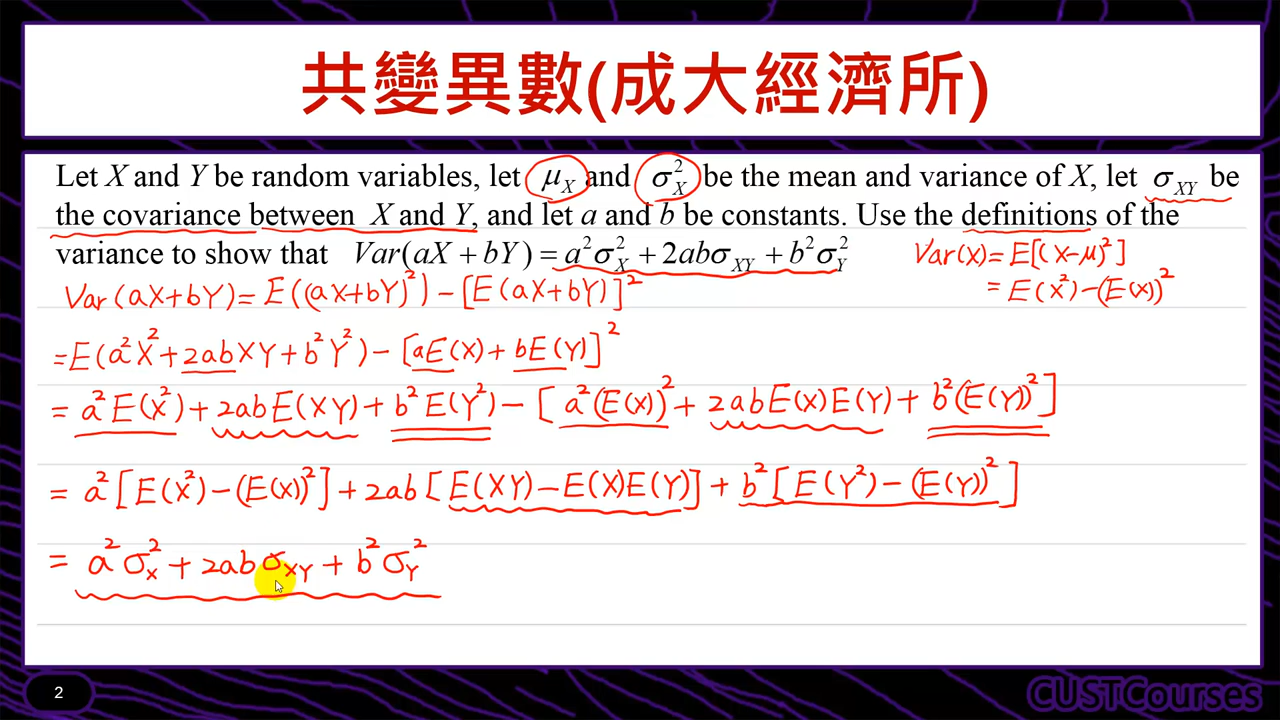 共變異數(成大經濟所)
Let X and Y be random variables, let μ_X and σ_X^2 be the mean and variance of X, let σ_XY be
the covariance between X and Y, and let a and b be constants. Use the definitions of the
variance to show that Var(aX + bY) = a^2σ_X^2 + 2abσ_XY + b^2σ_Y^2
Var(X) = E[(X-μ)^2]
= E(X^2) - (E(X))^2
Var(aX+bY) = E((aX+bY)^2) - [E(aX+bY)]^2
= E(a^2X^2 + 2abXY + b^2Y^2) - [aE(X) + bE(Y)]^2
= a^2E(X^2) + 2abE(XY) + b^2E(Y^2) - [a^2(E(X))^2 + 2abE(X)E(Y) + b^2(E(Y))^2]
= a^2[E(X^2) - (E(X))^2] + 2ab[E(XY) - E(X)E(Y)] + b^2[E(Y^2) - (E(Y))^2]
= a^2σ_X^2 + 2abσ_XY + b^2σ_Y^2
2
CUSTCourses